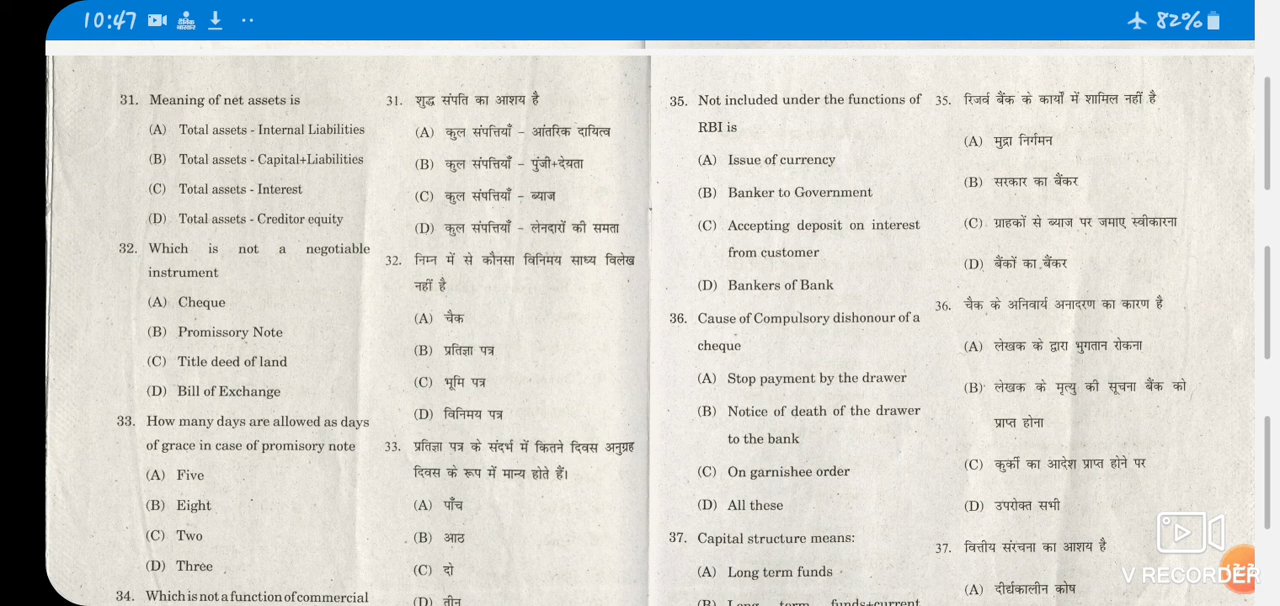 10:47
82%
31. Meaning of net assets is
(A) Total assets - Internal Liabilities
(B) Total assets - Capital+Liabilities
(C) Total assets - Interest
(D) Total assets - Creditor equity
32. Which is not a negotiable
instrument
(A) Cheque
(B) Promissory Note
(C) Title deed of land
(D) Bill of Exchange
33. How many days are allowed as days
of grace in case of promisory note
(A) Five
(B) Eight
(C) Two
(D) Three
34. Which is not a function of commercial
31. शुद्ध संपति का आशय है
(A) कुल संपत्तियाँ - आंतरिक दायित्व
(B) कुल संपत्तियाँ - पुंजी+देयता
(C) कुल संपत्तियाँ - ब्याज
(D) कुल संपत्तियाँ - लेनदारों की समता
32. निम्न में से कौनसा विनिमय साध्य विलेख
नहीं है
(A) चैक
(B) प्रतिज्ञा पत्र
(C) भूमि पत्र
(D) विनिमय पत्र
33. प्रतिज्ञा पत्र के संदर्भ में कितने दिवस अनुग्रह
दिवस के रूप में मान्य होते हैं।
(A) पाँच
(B) आठ
(C) दो
(D) तीन
35. Not included under the functions of
RBI is
(A) Issue of currency
(B) Banker to Government
(C) Accepting deposit on interest
from customer
(D) Bankers of Bank
36. Cause of Compulsory dishonour of a
cheque
(A) Stop payment by the drawer
(B) Notice of death of the drawer
to the bank
(C) On garnishee order
(D) All these
37. Capital structure means:
(A) Long term funds
(B) Long term funds+current
35. रिजर्व बैंक के कार्यों में शामिल नहीं है
(A) मुद्रा निर्गमन
(B) सरकार का बैंकर
(C) ग्राहकों से ब्याज पर जमाए स्वीकारना
(D) बैंकों का बैंकर
36. चैक के अनिवार्य अनादरण का कारण है
(A) लेखक के द्वारा भुगतान रोकना
(B) लेखक के मृत्यु की सूचना बैंक को
प्राप्त होना
(C) कुर्की का आदेश प्राप्त होने पर
(D) उपरोक्त सभी
37. वित्तीय संरचना का आशय है
(A) दीर्घकालीन कोष
V RECORDER